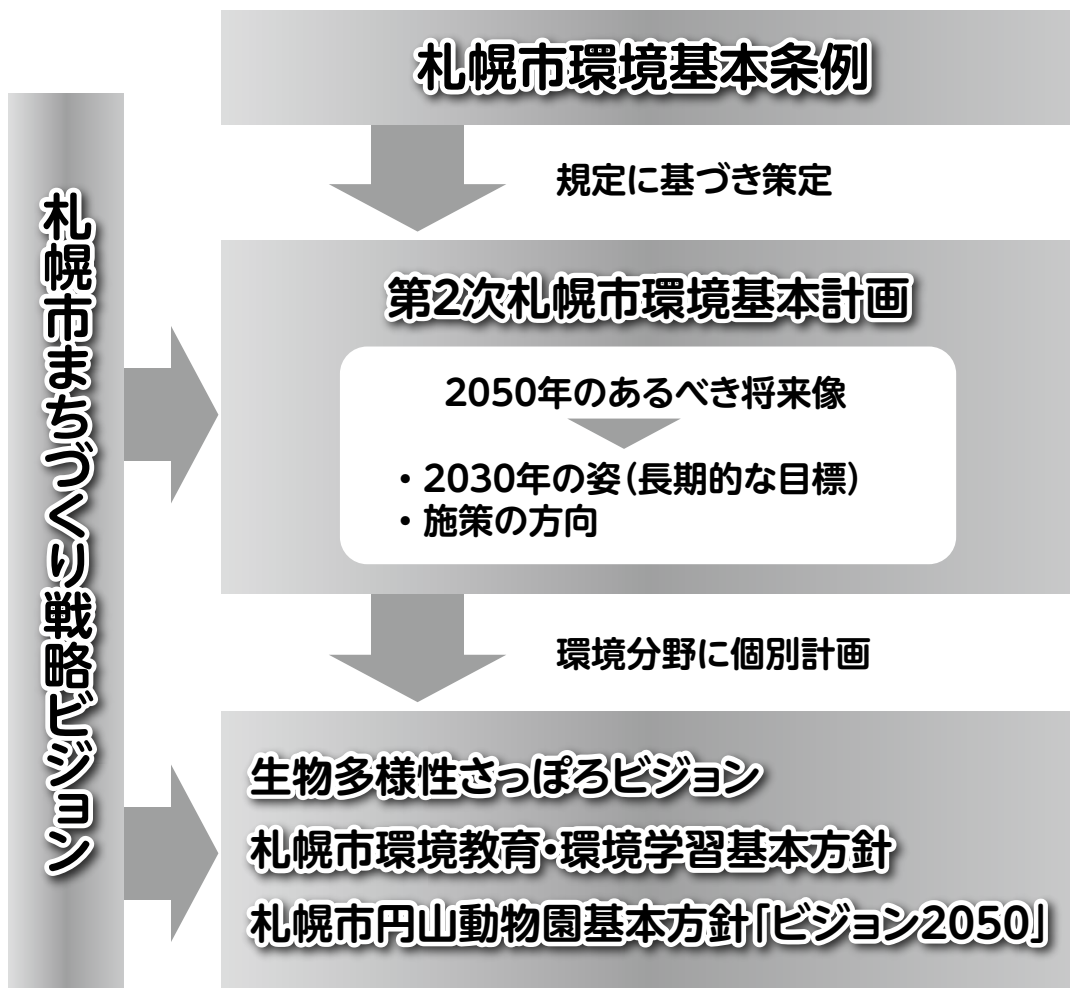 札幌市環境基本条例
規定に基づき策定
札幌市まちづくり戦略ビジョン
第2次札幌市環境基本計画
2050年のあるべき将来像
・2030年の姿(長期的な目標)
・施策の方向
環境分野に個別計画
生物多様性さっぽろビジョン
札幌市環境教育・環境学習基本方針
札幌市円山動物園基本方針「ビジョン2050」